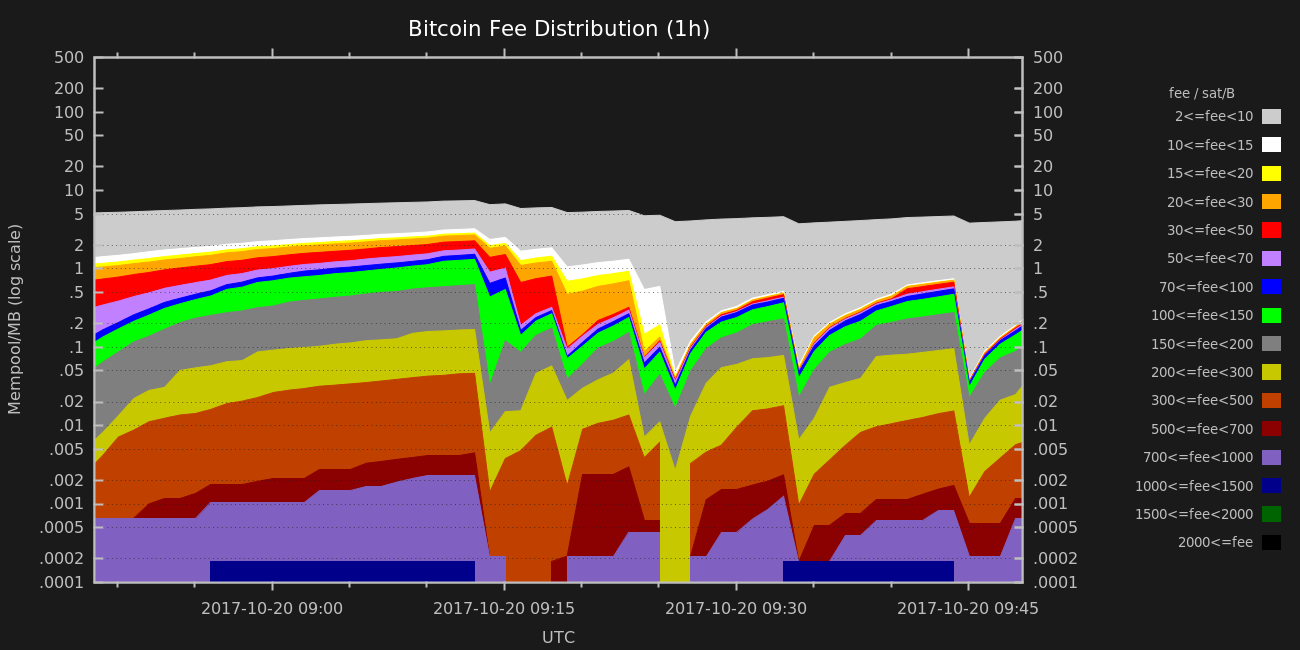 Bitcoin Fee Distribution (1h)
500 500
200 200
100 100
50 50
20 20
10 10
5 5
2 2
1 1
.5 .5
.2 .2
.1 .1
.05 .05
.02 .02
.01 .01
.005 .005
.002 .002
.001 .001
.0005 .0005
.0002 .0002
.0001 .0001
Mempool/MB (log scale)
2017-10-20 09:00 2017-10-20 09:15 2017-10-20 09:30 2017-10-20 09:45
UTC
fee / sat/B
2<=fee<10
10<=fee<15
15<=fee<20
20<=fee<30
30<=fee<50
50<=fee<70
70<=fee<100
100<=fee<150
150<=fee<200
200<=fee<300
300<=fee<500
500<=fee<700
700<=fee<1000
1000<=fee<1500
1500<=fee<2000
2000<=fee